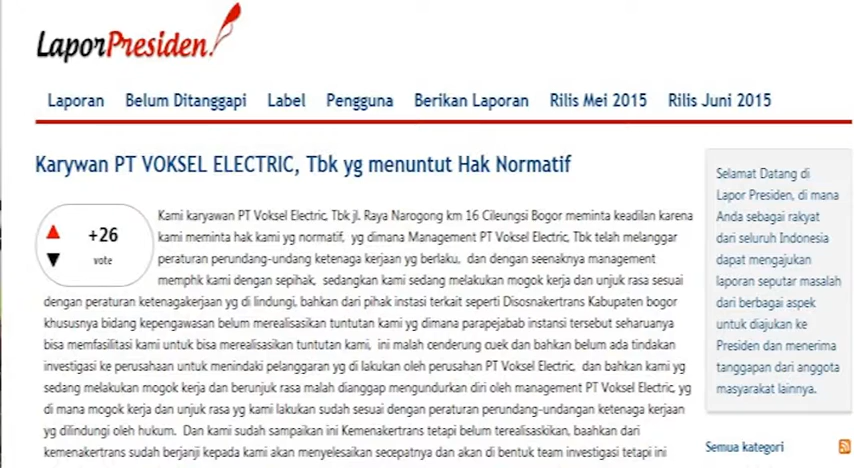 LaporPresiden.
Laporan Belum Ditanggapi Label Pengguna Berikan Laporan Rilis Mei 2015 Rilis Juni 2015
Karywan PT VOKSEL ELECTRIC, Tbk yg menuntut Hak Normatif
+26
vote
Kami karyawan PT Voksel Electric, Tbk jl. Raya Narogong km 16 Cileungsi Bogor meminta keadilan karena
kami meminta hak kami yg normatif, yg dimana Management PT Voksel Electric, Tbk telah melanggar
peraturan perundang-undang ketenaga kerjaan yg berlaku, dan dengan seenaknya management
memphk kami dengan sepihak, sedangkan kami sedang melakukan mogok kerja dan unjuk rasa sesuai
dengan peraturan ketenagakerjaan yg di lindungi, bahkan dari pihak instasi terkait seperti Disosnakertrans Kabupaten bogor
khususnya bidang kepengawasan belum merealisasikan tuntutan kami yg dimana parapejabab instansi tersebut seharuanya
bisa memfasilitasi kami untuk bisa merealisasikan tuntutan kami, ini malah cenderung cuek dan bahkan belum ada tindakan
investigasi ke perusahaan untuk menindaki pelanggaran yg di lakukan oleh perusahan PT Voksel Electric, dan bahkan kami yg
sedang melakukan mogok kerja dan berunjuk rasa malah dianggap mengundurkan diri oleh management PT Voksel Electric, yg
di mana mogok kerja dan unjuk rasa yg kami lakukan sudah sesuai dengan peraturan perundang-undangan ketenaga kerjaan
yg dilindungi oleh hukum. Dan kami sudah sampaikan ini Kemenakertrans tetapi belum terealisaskikan, baahkan dari
kemenakertrans sudah berjanji kepada kami akan menyelesaikan secepatnya dan akan di bentuk team investigasi tetapi ini
Selamat Datang di
Lapor Presiden, di mana
Anda sebagai rakyat
dari seluruh Indonesia
dapat mengajukan
laporan seputar masalah
dari berbagai aspek
untuk diajukan ke
Presiden dan menerima
tanggapan dari anggota
masyarakat lainnya.
Semua kategori